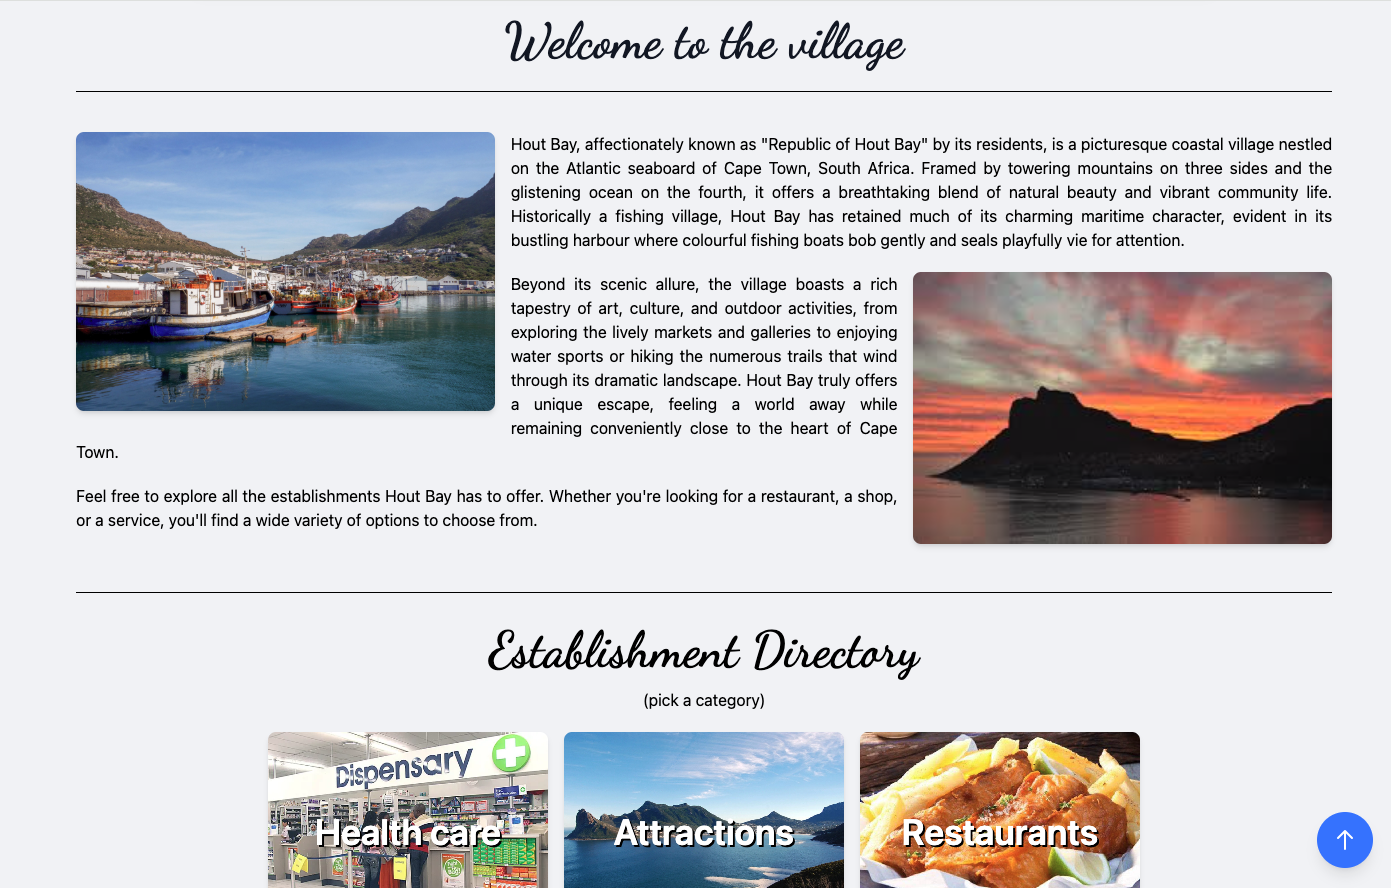 Welcome to the village
Hout Bay, affectionately known as "Republic of Hout Bay" by its residents, is a picturesque coastal village nestled
on the Atlantic seaboard of Cape Town, South Africa. Framed by towering mountains on three sides and the
glistening ocean on the fourth, it offers a breathtaking blend of natural beauty and vibrant community life.
Historically a fishing village, Hout Bay has retained much of its charming maritime character, evident in its
bustling harbour where colourful fishing boats bob gently and seals playfully vie for attention.
Beyond its scenic allure, the village boasts a rich
tapestry of art, culture, and outdoor activities, from
exploring the lively markets and galleries to enjoying
water sports or hiking the numerous trails that wind
through its dramatic landscape. Hout Bay truly offers
a unique escape, feeling a world away while
remaining conveniently close to the heart of Cape
Town.
Feel free to explore all the establishments Hout Bay has to offer. Whether you're looking for a restaurant, a shop,
or a service, you'll find a wide variety of options to choose from.
Establishment Directory
(pick a category)
Dispensary
Health care
Attractions
Restaurants